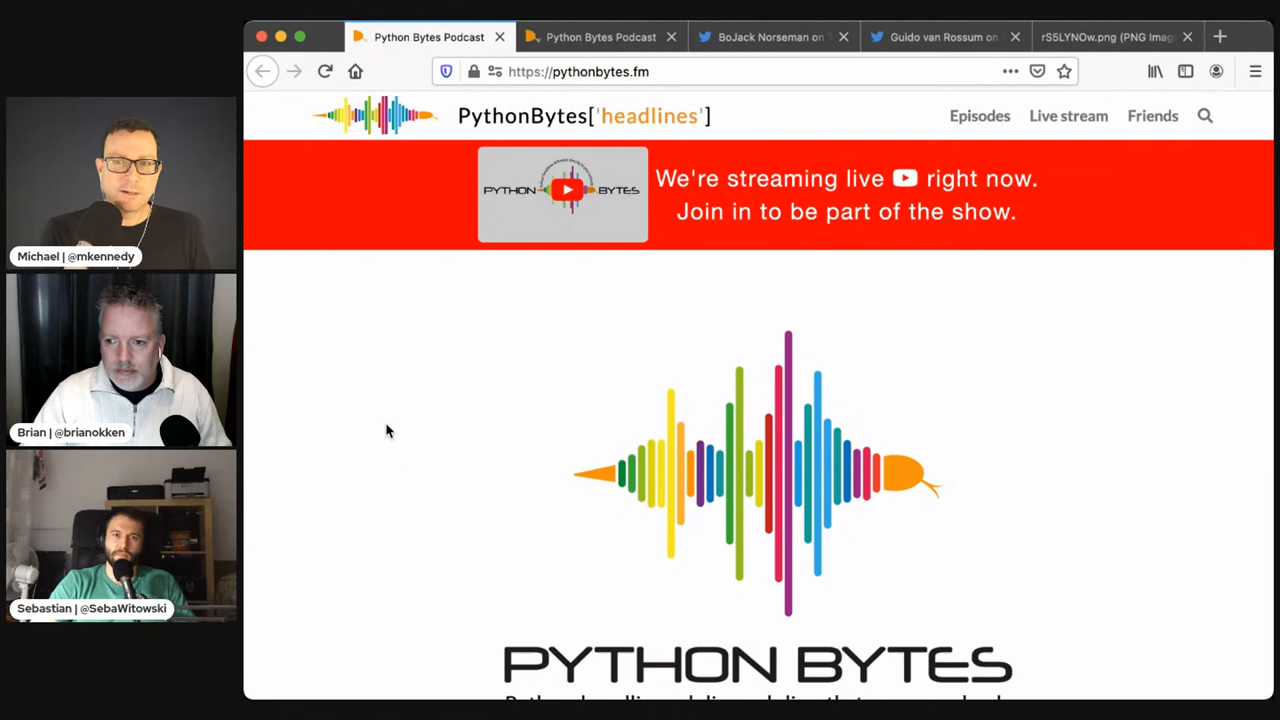 Python Bytes Podcast
Python Bytes Podcast
BoJack Norseman on
Guido van Rossum on
rS5LYNOw.png (PNG Imag
https://pythonbytes.fm
PythonBytes['headlines']
Episodes
Live stream
Friends
PYTHON BYTES
We're streaming live right now.
Join in to be part of the show.
Michael | @mkennedy
Brian | @brianokken
Sebastian | @SebaWitowski
PYTHON BYTES